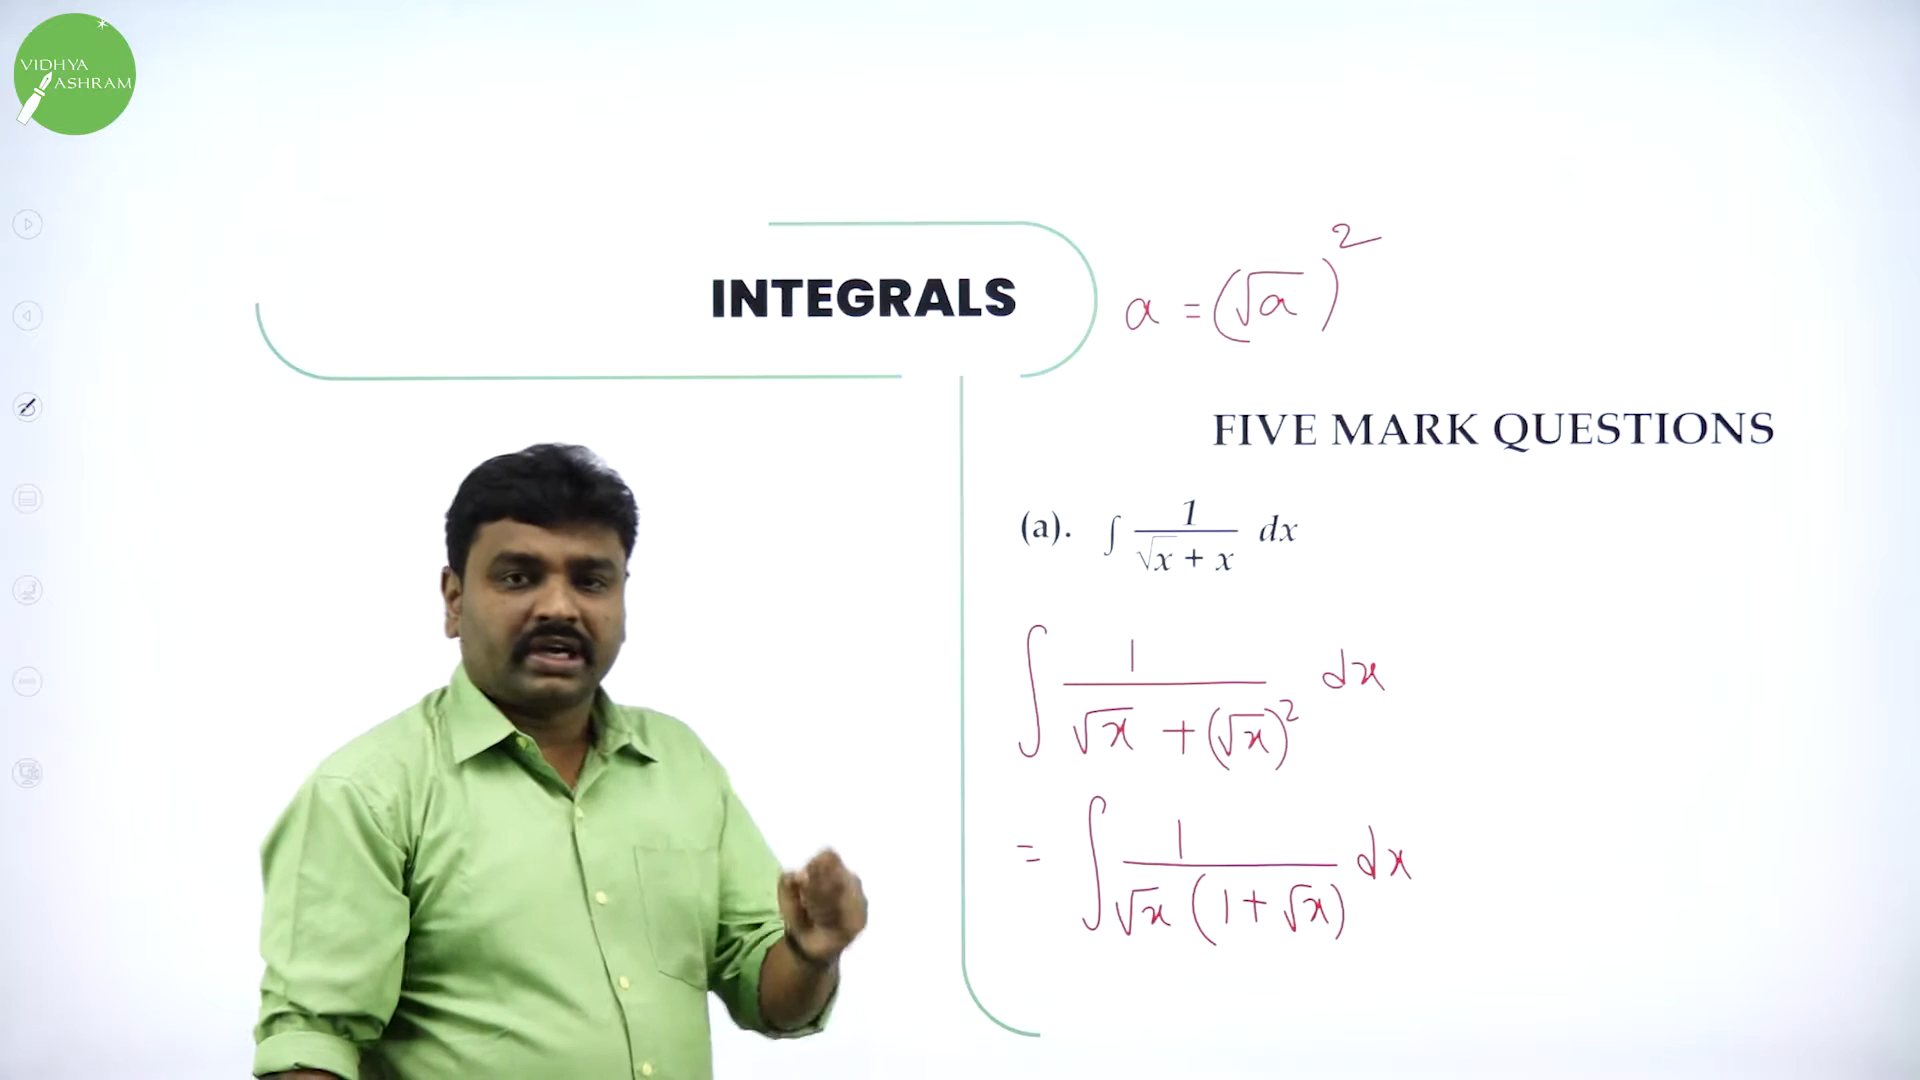 VIDHYA
ASHRAM
INTEGRALS
a = (√a)²
FIVE MARK QUESTIONS
(a). ∫ 1/(√x + x) dx
∫ 1/(√x + (√x)²) dx
= ∫ 1/(√x (1 + √x)) dx